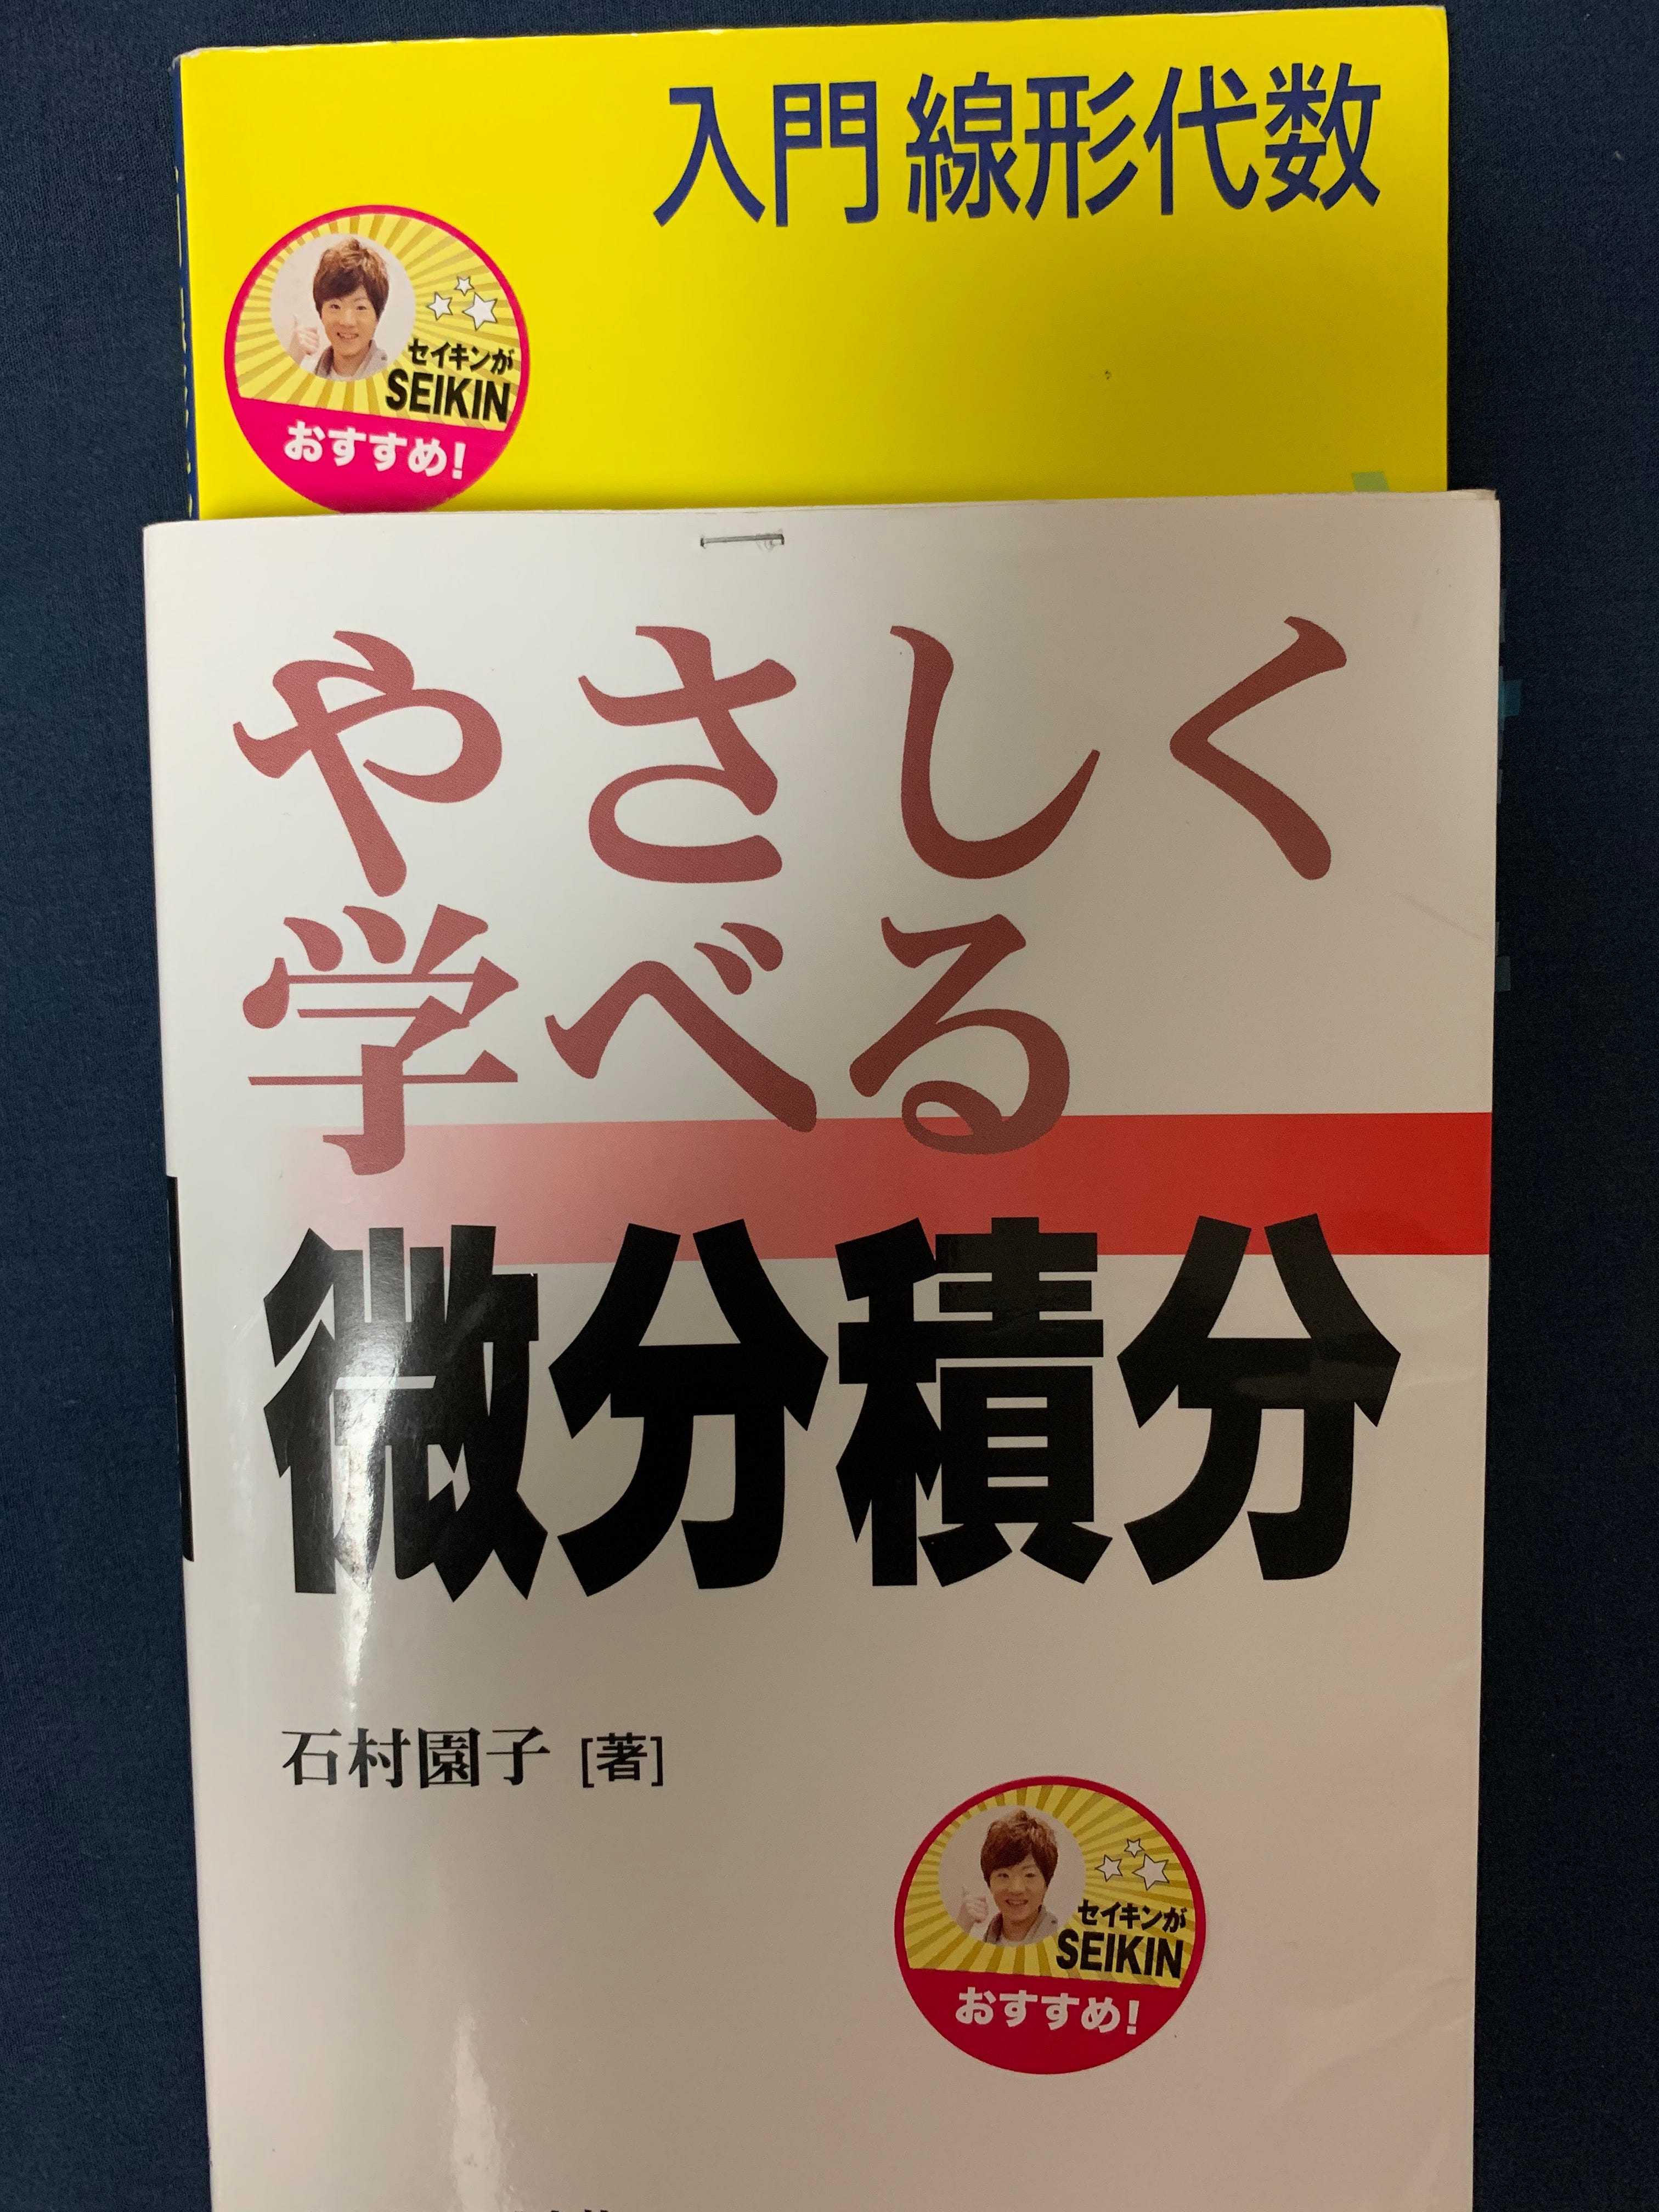 入門 線形代数
セイキンが
SEIKIN
おすすめ!
やさしく
学べる
微分積分
石村園子 [著]
セイキンが
SEIKIN
おすすめ!